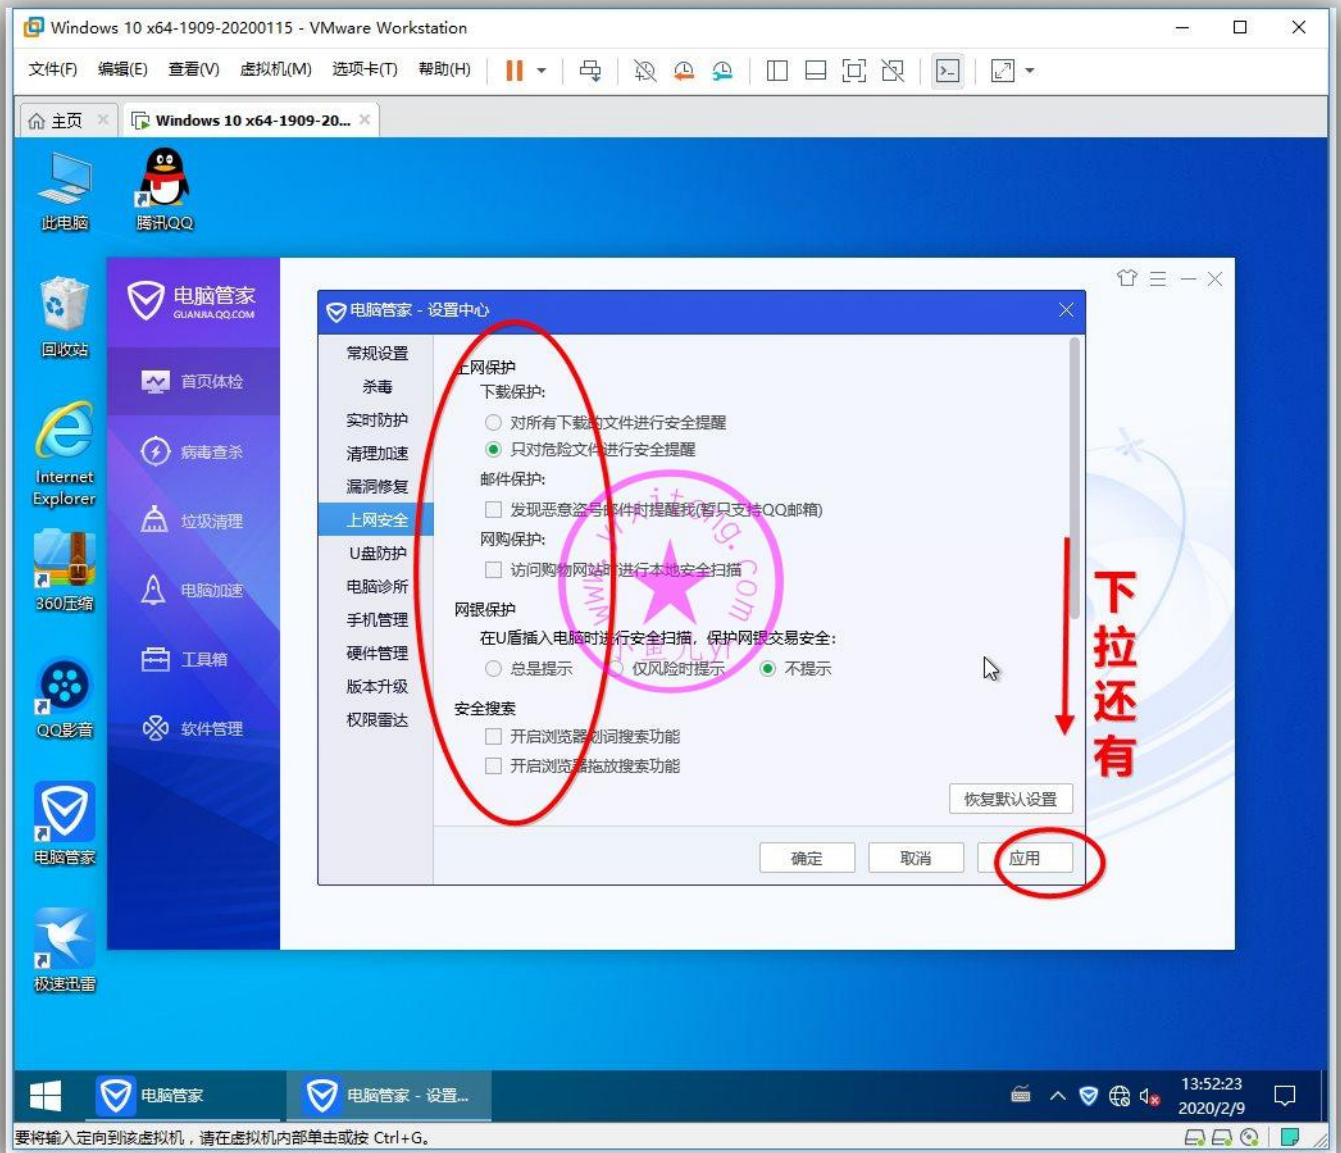 Windows 10 x64-1909-20200115 - VMware Workstation
文件(F) 编辑(E) 查看(V) 虚拟机(M) 选项卡(T) 帮助(H)
主页 Windows 10 x64-1909-20...
此电脑
腾讯QQ
回收站
Internet
Explorer
360压缩
QQ影音
电脑管家
极速迅雷
电脑管家
GUANJIA.QQ.COM
首页体检
病毒查杀
垃圾清理
电脑加速
工具箱
软件管理
电脑管家 - 设置中心
常规设置
杀毒
实时防护
清理加速
漏洞修复
上网安全
U盘防护
电脑诊所
手机管理
硬件管理
版本升级
权限雷达
上网保护
下载保护:
对所有下载的文件进行安全提醒
只对危险文件进行安全提醒
邮件保护:
发现恶意盗号邮件时提醒我(暂只支持QQ邮箱)
网购保护:
访问购物网站时进行本地安全扫描
网银保护
在U盾插入电脑时进行安全扫描，保护网银交易安全:
总是提示 仅风险时提示 不提示
安全搜索
开启浏览器划词搜索功能
开启浏览器拖放搜索功能
恢复默认设置
确定 取消 应用
www.yrxitong.com
下拉还有
电脑管家
电脑管家 - 设置...
13:52:23
2020/2/9
要将输入定向到该虚拟机，请在虚拟机内部单击或按 Ctrl+G。